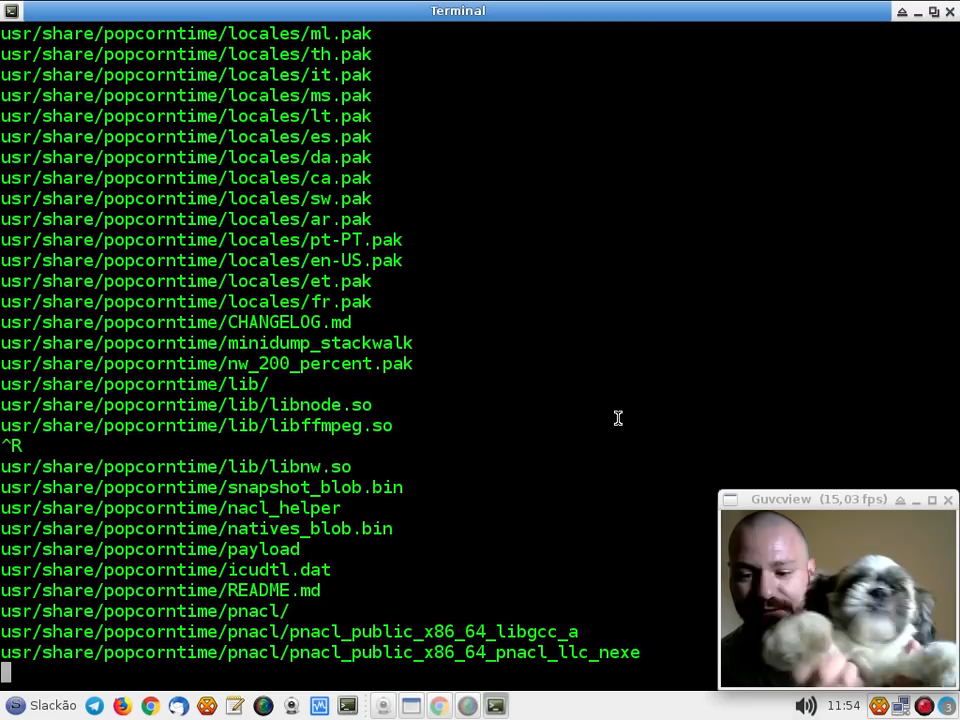 Terminal
usr/share/popcorntime/locales/ml.pak
usr/share/popcorntime/locales/th.pak
usr/share/popcorntime/locales/it.pak
usr/share/popcorntime/locales/ms.pak
usr/share/popcorntime/locales/lt.pak
usr/share/popcorntime/locales/es.pak
usr/share/popcorntime/locales/da.pak
usr/share/popcorntime/locales/ca.pak
usr/share/popcorntime/locales/sw.pak
usr/share/popcorntime/locales/ar.pak
usr/share/popcorntime/locales/pt-PT.pak
usr/share/popcorntime/locales/en-US.pak
usr/share/popcorntime/locales/et.pak
usr/share/popcorntime/locales/fr.pak
usr/share/popcorntime/CHANGELOG.md
usr/share/popcorntime/minidump_stackwalk
usr/share/popcorntime/nw_200_percent.pak
usr/share/popcorntime/lib/
usr/share/popcorntime/lib/libnode.so
usr/share/popcorntime/lib/libffmpeg.so
^R
usr/share/popcorntime/lib/libnw.so
usr/share/popcorntime/snapshot_blob.bin
usr/share/popcorntime/nacl_helper
usr/share/popcorntime/natives_blob.bin
usr/share/popcorntime/payload
usr/share/popcorntime/icudtl.dat
usr/share/popcorntime/README.md
usr/share/popcorntime/pnacl/
usr/share/popcorntime/pnacl/pnacl_public_x86_64_libgcc_a
usr/share/popcorntime/pnacl/pnacl_public_x86_64_pnacl_llc_nexe
Guvcview (15,03 fps)
Slackão
11:54
3